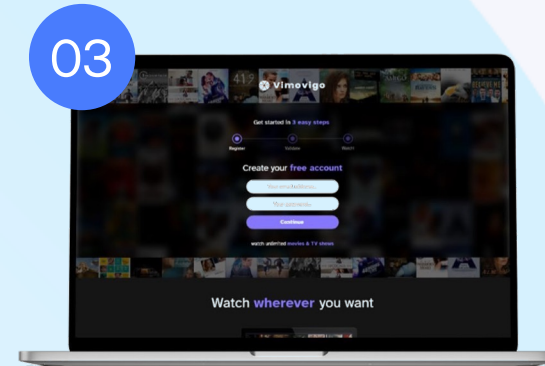 03
Vimovigo
Get started in 3 easy steps
Register
Watch
Create your free account
Continue
watch unlimited movies & TV shows
Watch wherever you want